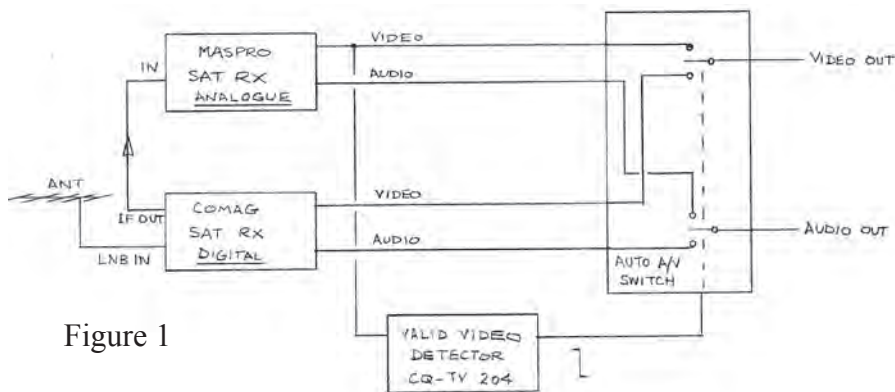 MASPRO
SAT RX
ANALOGUE
IN
VIDEO
AUDIO
VIDEO OUT
ANT
IF OUT
LNB IN
COMAG
SAT RX
DIGITAL
VIDEO
AUDIO
AUDIO OUT
AUTO A/V
SWITCH
VALID VIDEO
DETECTOR
CQ-TV 204
Figure 1